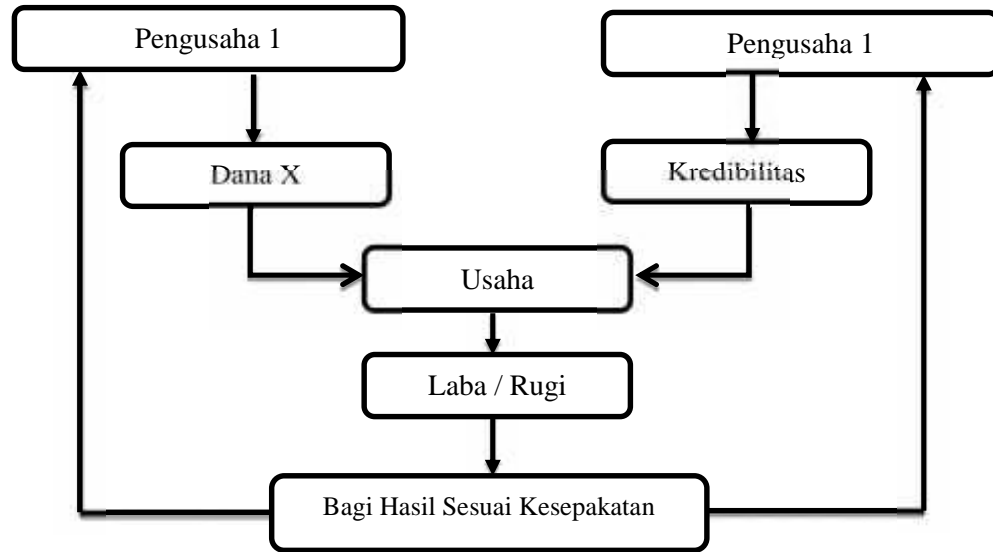 Pengusaha 1
Pengusaha 1
Dana X
Kredibilitas
Usaha
Laba / Rugi
Bagi Hasil Sesuai Kesepakatan